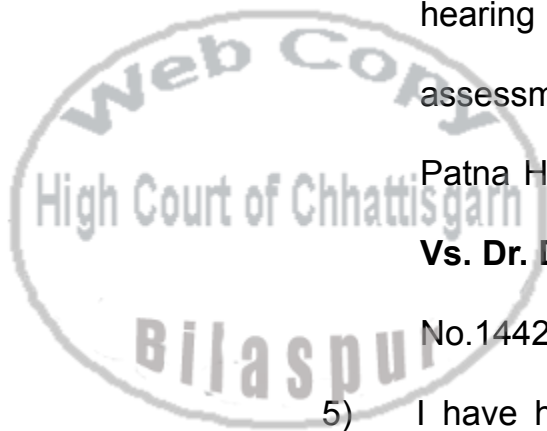 hearing
assessm
Patna H
Vs. Dr. D
No.1442
5) I have h
Web Copy
High Court of Chhattisgarh
Bilaspur